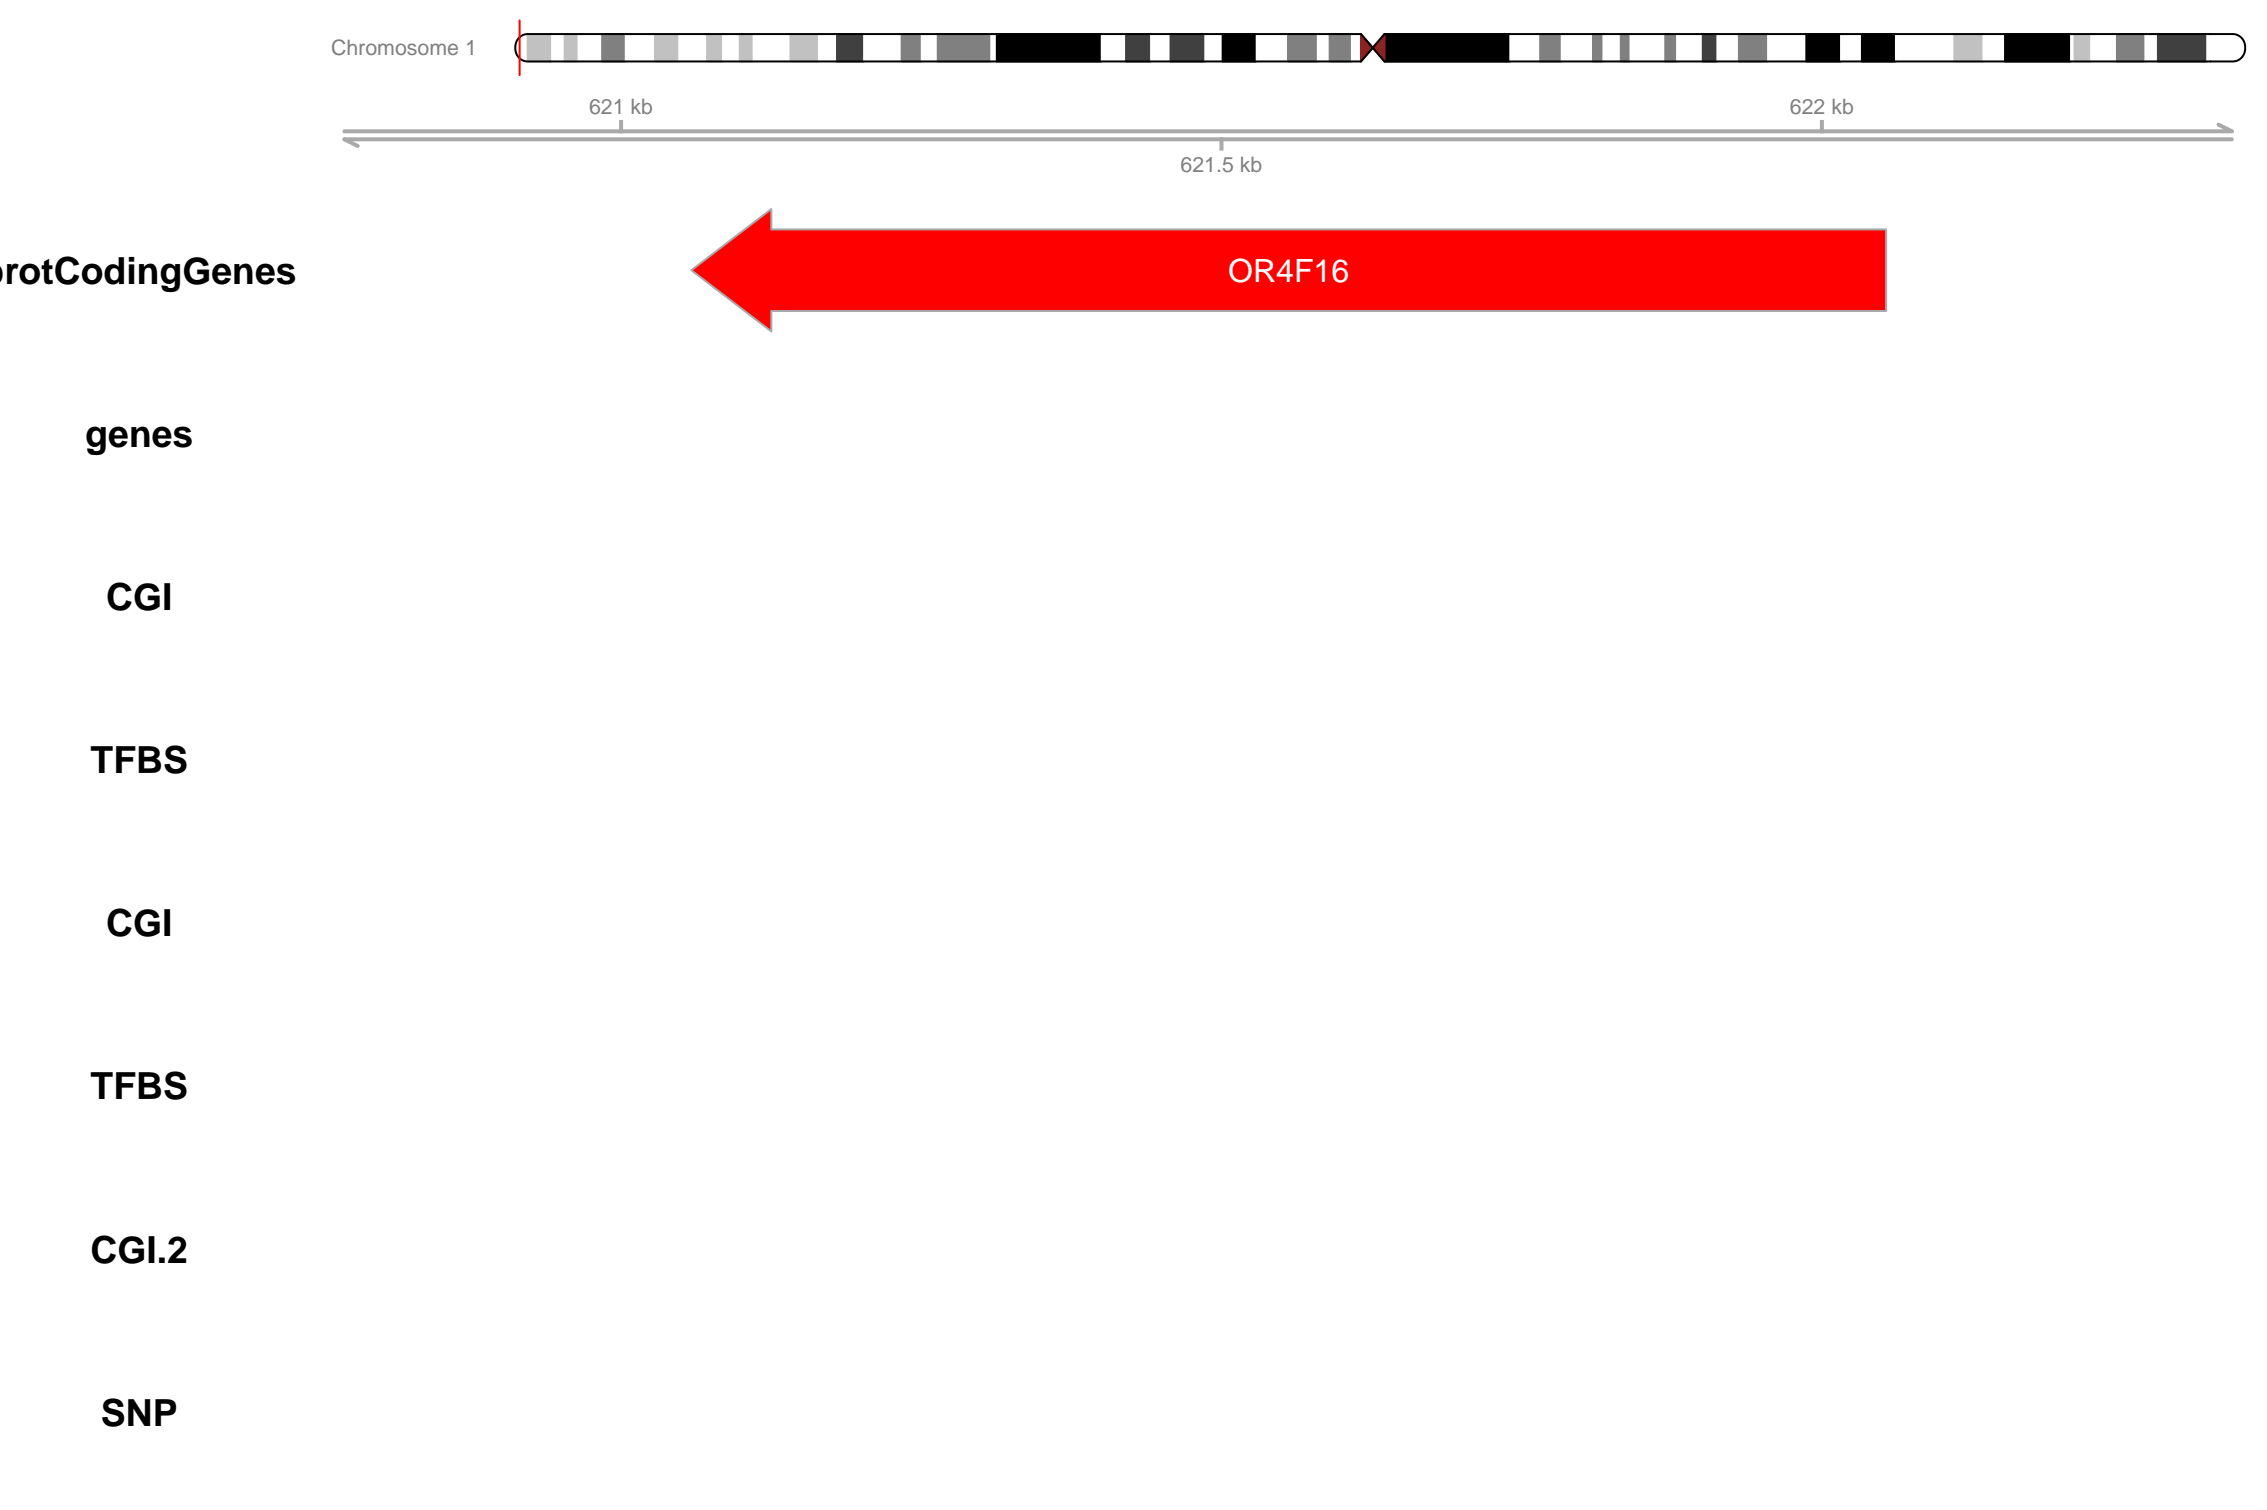 Chromosome 1
621 kb
622 kb
621.5 kb
rotCodingGenes
OR4F16
genes
CGI
TFBS
CGI
TFBS
CGI.2
SNP